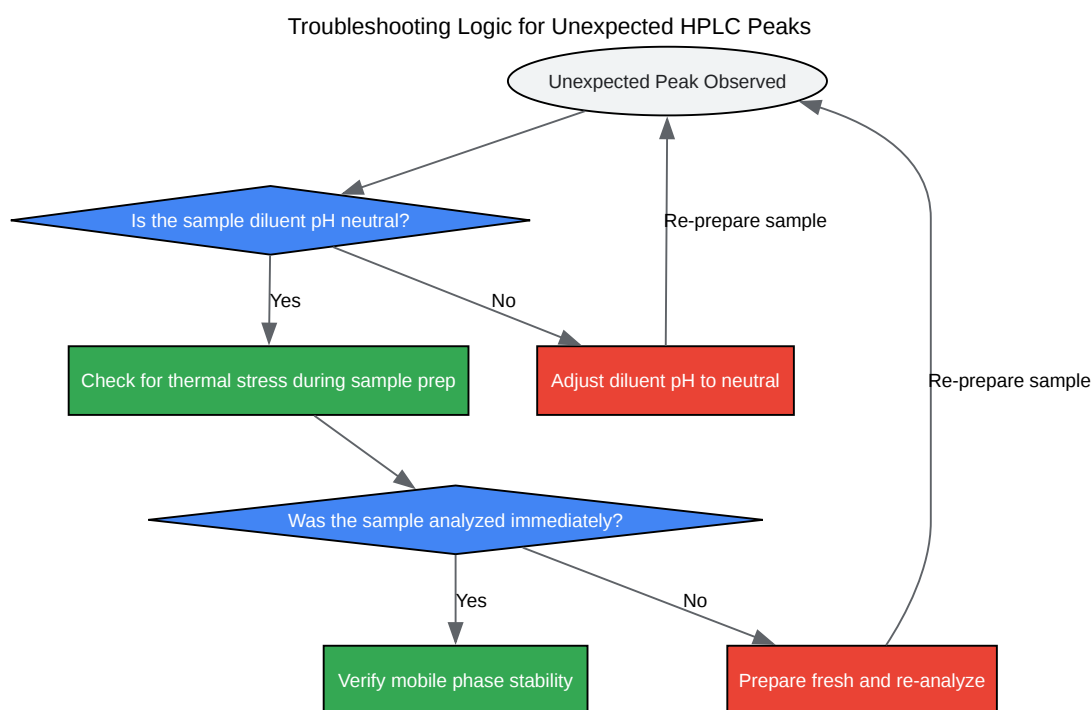 Troubleshooting Logic for Unexpected HPLC Peaks
Unexpected Peak Observed
Is the sample diluent pH neutral?
Re-prepare sample
Yes
No
Check for thermal stress during sample prep
Adjust diluent pH to neutral
Re-prepare sample
Was the sample analyzed immediately?
Yes
No
Verify mobile phase stability
Prepare fresh and re-analyze